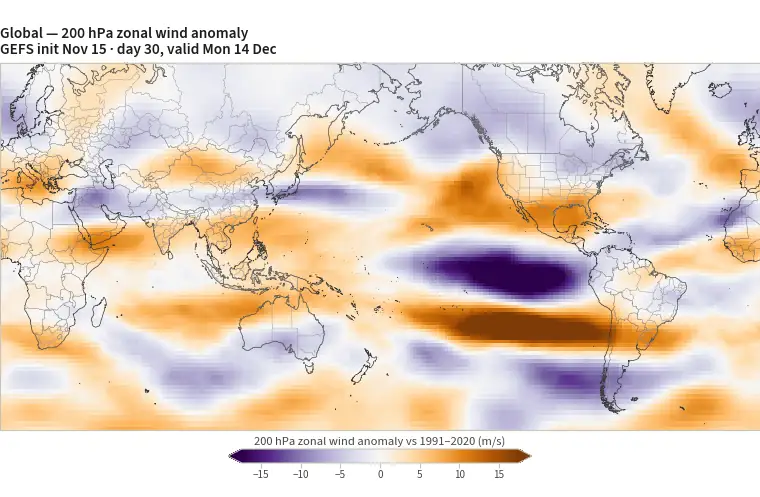 Global — 200 hPa zonal wind anomaly
GEFS init Nov 15 · day 30, valid Mon 14 Dec
200 hPa zonal wind anomaly vs 1991–2020 (m/s)
−15 −10 −5 0 5 10 15